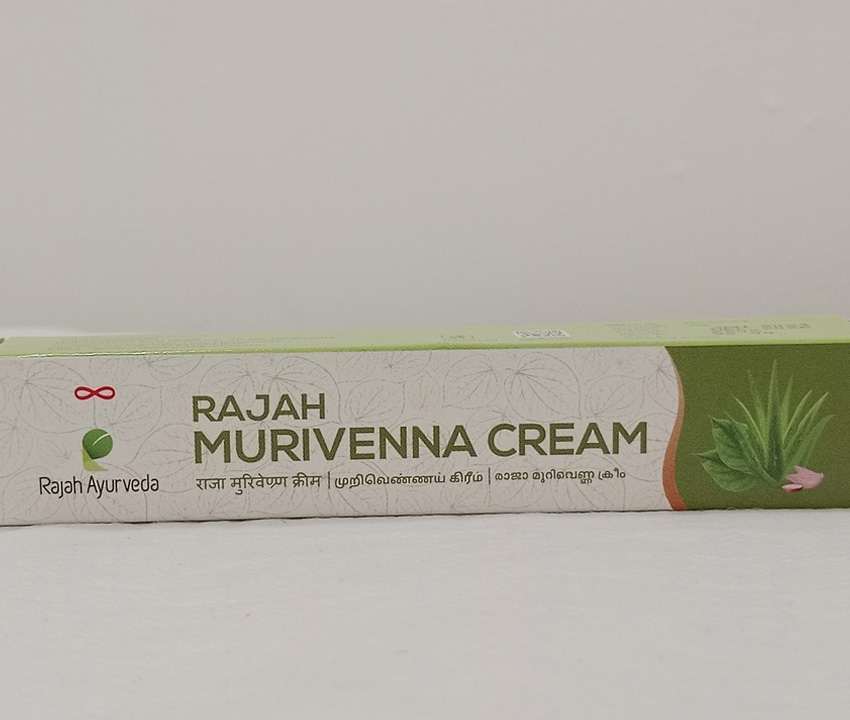 RAJAH
MURIVENNA CREAM
राजा मुरिवेण्ण क्रीम | முறிவெண்ணய் கிரீம் | രാജാ മുറിവെണ്ണ ക്രീം
Rajah Ayurveda